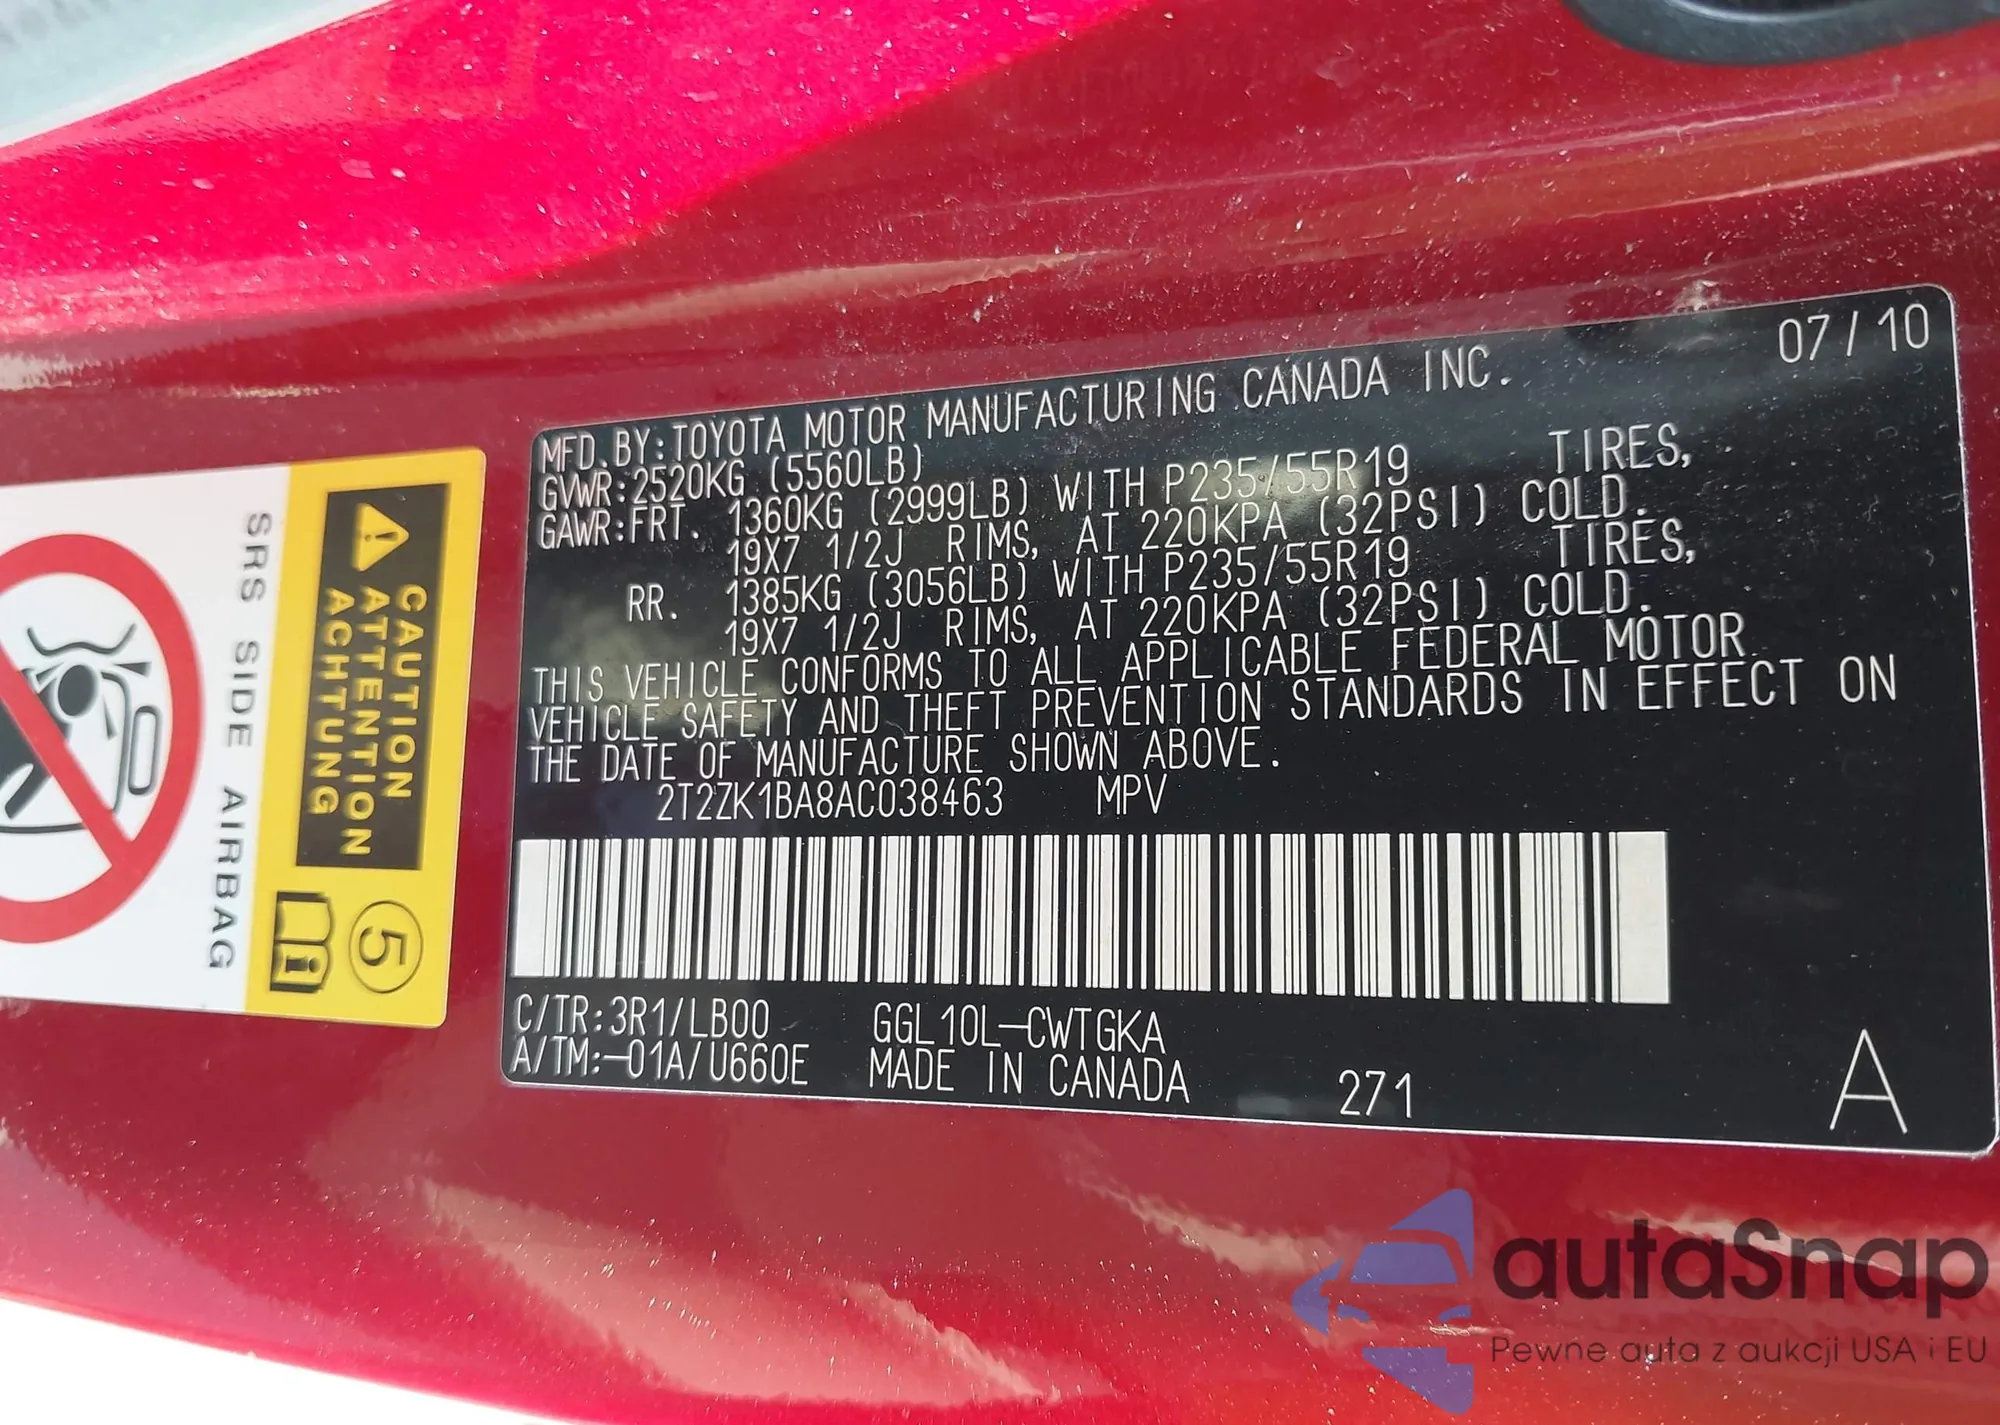 07/10
MFD. BY: TOYOTA MOTOR MANUFACTURING CANADA INC.
GVWR: 2520KG (5560LB)
GAWR: FRT. 1360KG (2999LB) WITH P235/55R19 TIRES,
19X7 1/2J RIMS, AT 220KPA (32PSI) COLD.
RR. 1385KG (3056LB) WITH P235/55R19 TIRES,
19X7 1/2J RIMS, AT 220KPA (32PSI) COLD.
THIS VEHICLE CONFORMS TO ALL APPLICABLE FEDERAL MOTOR
VEHICLE SAFETY AND THEFT PREVENTION STANDARDS IN EFFECT ON
THE DATE OF MANUFACTURE SHOWN ABOVE.
2T2ZK1BA8AC038463 MPV
C/TR: 3R1/LB00 GGL10L-CWTGKA
A/TM: -01A/U660E MADE IN CANADA 271 A
CAUTION
ATTENTION
ACHTUNG
5
SRS SIDE AIRBAG
autaSnap
Pewne auta z aukcji USA i EU